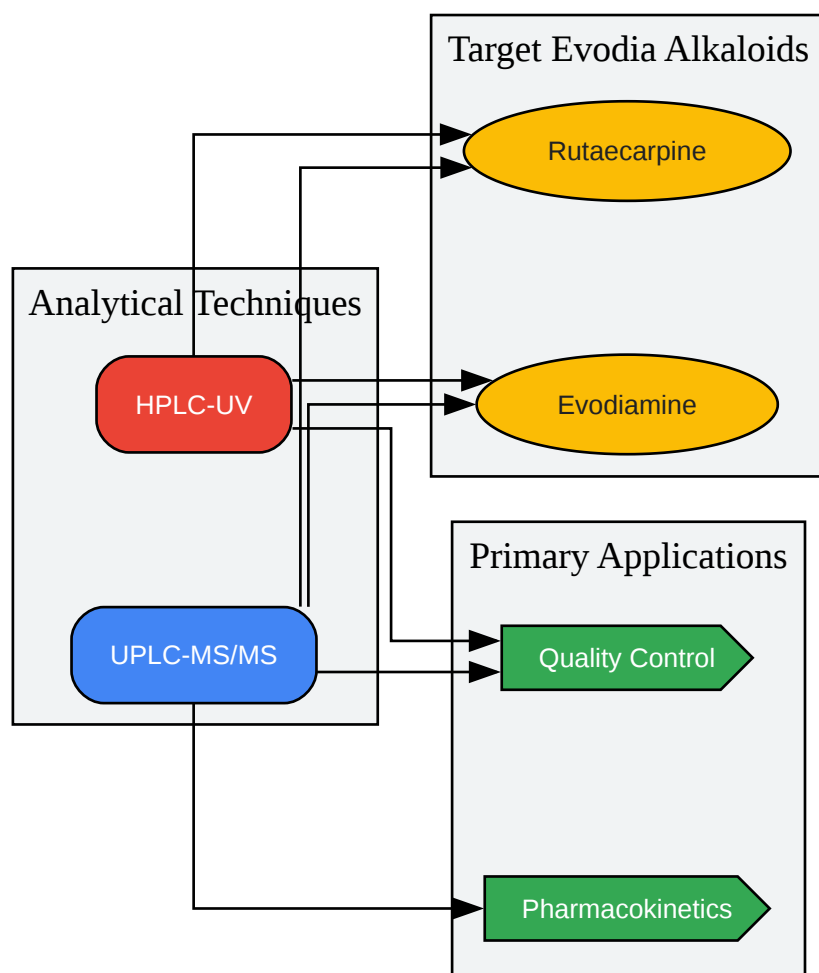 Target Evodia Alkaloids
Rutaecarpine
Evodiamine
Analytical Techniques
HPLC-UV
UPLC-MS/MS
Primary Applications
Quality Control
Pharmacokinetics